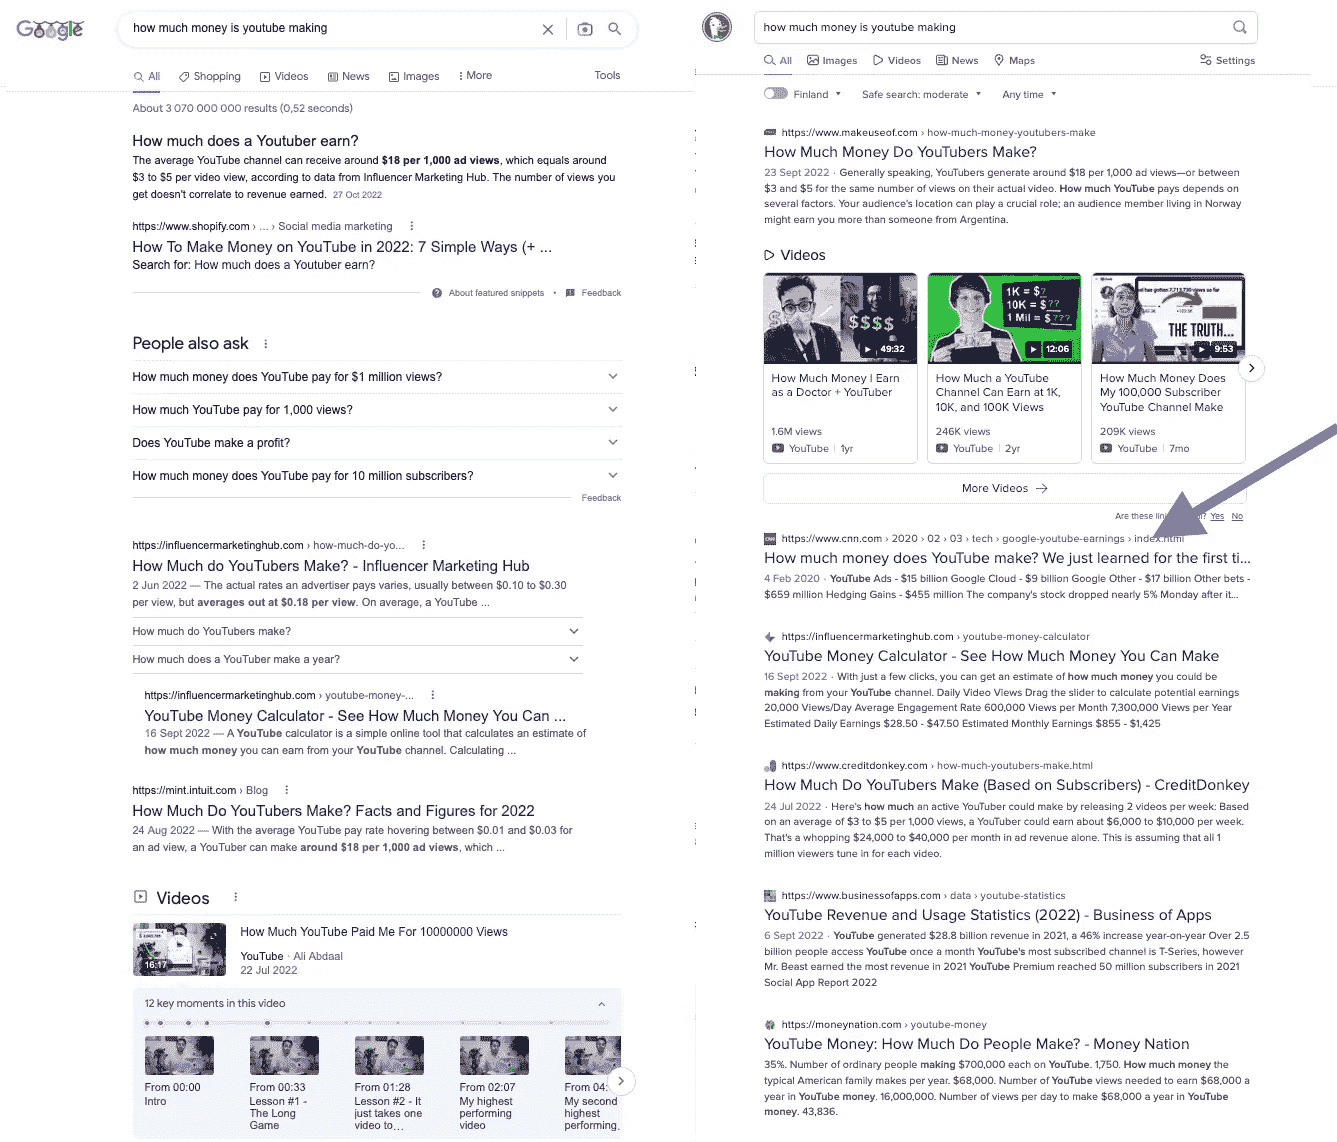 Google
how much money is youtube making
All
Shopping
Videos
News
Images
More
Tools
About 3 070 000 000 results (0,52 seconds)
How much does a Youtuber earn?
The average YouTube channel can receive around $18 per 1,000 ad views, which equals around
$3 to $5 per video view, according to data from Influencer Marketing Hub. The number of views you
get doesn't correlate to revenue earned. 27 Oct 2022
https://www.shopify.com › ... › Social media marketing
How To Make Money on YouTube in 2022: 7 Simple Ways (+ ...
Search for: How much does a Youtuber earn?
About featured snippets • Feedback
People also ask
How much money does YouTube pay for $1 million views?
How much YouTube pay for 1,000 views?
Does YouTube make a profit?
How much money does YouTube pay for 10 million subscribers?
Feedback
https://influencermarketinghub.com › how-much-do-yo...
How Much do YouTubers Make? - Influencer Marketing Hub
2 Jun 2022 — The actual rates an advertiser pays varies, usually between $0.10 to $0.30
per view, but averages out at $0.18 per view. On average, a YouTube ...
How much do YouTubers make?
How much does a YouTuber make a year?
https://influencermarketinghub.com › youtube-money-...
YouTube Money Calculator - See How Much Money You Can ...
16 Sept 2022 — A YouTube calculator is a simple online tool that calculates an estimate of
how much money you can earn from your YouTube channel. Calculating ...
https://mint.intuit.com › Blog
How Much Do YouTubers Make? Facts and Figures for 2022
24 Aug 2022 — With the average YouTube pay rate hovering between $0.01 and $0.03 for
an ad view, a YouTuber can make around $18 per 1,000 ad views, which ...
Videos
How Much YouTube Paid Me For 10000000 Views
YouTube · Ali Abdaal
22 Jul 2022
16:17
12 key moments in this video
From 00:00
Intro
From 00:33
Lesson #1 -
The Long
Game
From 01:28
Lesson #2 - It
just takes one
video to...
From 02:07
My highest
performing
video
From 04:
My second
highest
performing.
how much money is youtube making
All
Images
Videos
News
Maps
Settings
Finland
Safe search: moderate
Any time
https://www.makeuseof.com › how-much-money-youtubers-make
How Much Money Do YouTubers Make?
23 Sept 2022 · Generally speaking, YouTubers generate around $18 per 1,000 ad views—or between
$3 and $5 for the same number of views on their actual video. How much YouTube pays depends on
several factors. Your audience's location can play a crucial role; an audience member living in Norway
might earn you more than someone from Argentina.
Videos
$$$$
49:32
How Much Money I Earn
as a Doctor + YouTuber
1.6M views
YouTube | 1yr
1K = $?
10K = $??
1 Mil = $???
12:06
How Much a YouTube
Channel Can Earn at 1K,
10K, and 100K Views
246K views
YouTube | 2yr
THE TRUTH...
9:53
How Much Money Does
My 100,000 Subscriber
YouTube Channel Make
209K views
YouTube | 7mo
More Videos →
Are these Yes No
https://www.cnn.com › 2020 › 02 › 03 › tech › google-youtube-earnings › index.html
How much money does YouTube make? We just learned for the first ti...
4 Feb 2020 · YouTube Ads - $15 billion Google Cloud - $9 billion Google Other - $17 billion Other bets -
$659 million Hedging Gains - $455 million The company's stock dropped nearly 5% Monday after it...
https://influencermarketinghub.com › youtube-money-calculator
YouTube Money Calculator - See How Much Money You Can Make
16 Sept 2022 · With just a few clicks, you can get an estimate of how much money you could be
making from your YouTube channel. Daily Video Views Drag the slider to calculate potential earnings
20,000 Views/Day Average Engagement Rate 600,000 Views per Month 7,300,000 Views per Year
Estimated Daily Earnings $28.50 - $47.50 Estimated Monthly Earnings $855 - $1,425
https://www.creditdonkey.com › how-much-youtubers-make.html
How Much Do YouTubers Make (Based on Subscribers) - CreditDonkey
24 Jul 2022 · Here's how much an active YouTuber could make by releasing 2 videos per week: Based
on an average of $3 to $5 per 1,000 views, a YouTuber could earn about $6,000 to $10,000 per week.
That's a whopping $24,000 to $40,000 per month in ad revenue alone. This is assuming that all 1
million viewers tune in for each video.
https://www.businessofapps.com › data › youtube-statistics
YouTube Revenue and Usage Statistics (2022) - Business of Apps
6 Sept 2022 · YouTube generated $28.8 billion revenue in 2021, a 46% increase year-on-year Over 2.5
billion people access YouTube once a month YouTube's most subscribed channel is T-Series, however
Mr. Beast earned the most revenue in 2021 YouTube Premium reached 50 million subscribers in 2021
Social App Report 2022
https://moneynation.com › youtube-money
YouTube Money: How Much Do People Make? - Money Nation
35%. Number of ordinary people making $700,000 each on YouTube. 1,750. How much money the
typical American family makes per year. $68,000. Number of YouTube views needed to earn $68,000 a
year in YouTube money. 16,000,000. Number of views per day to make $68,000 a year in YouTube
money. 43,836.